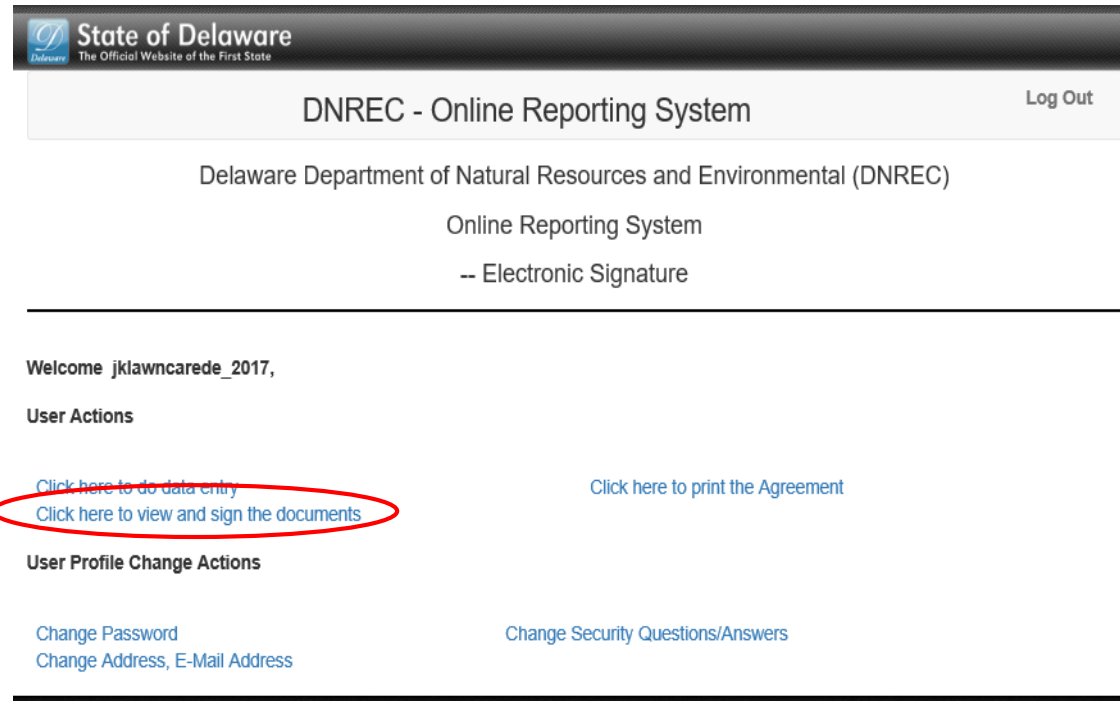 State of Delaware
Delaware The Official Website of the First State
DNREC - Online Reporting System
Log Out
Delaware Department of Natural Resources and Environmental (DNREC)
Online Reporting System
-- Electronic Signature
Welcome jklawncarede_2017,
User Actions
Click here to do data entry
Click here to print the Agreement
Click here to view and sign the documents
User Profile Change Actions
Change Password
Change Security Questions/Answers
Change Address, E-Mail Address